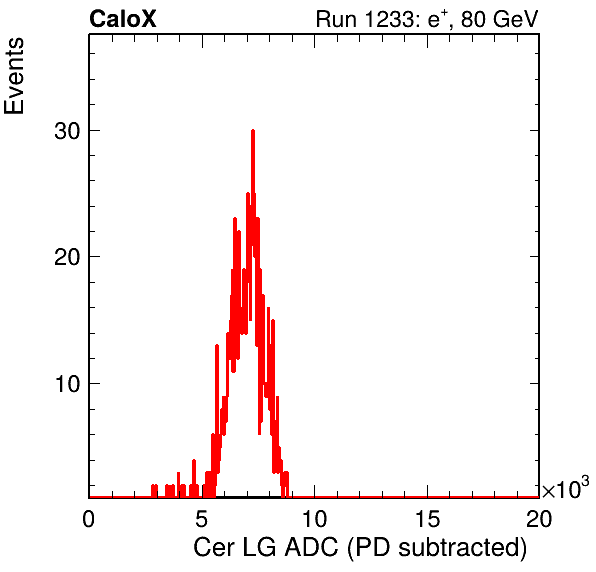 CaloX Run 1233: e⁺, 80 GeV
Events
30
20
10
0 5 10 15 20
×10³
Cer LG ADC (PD subtracted)